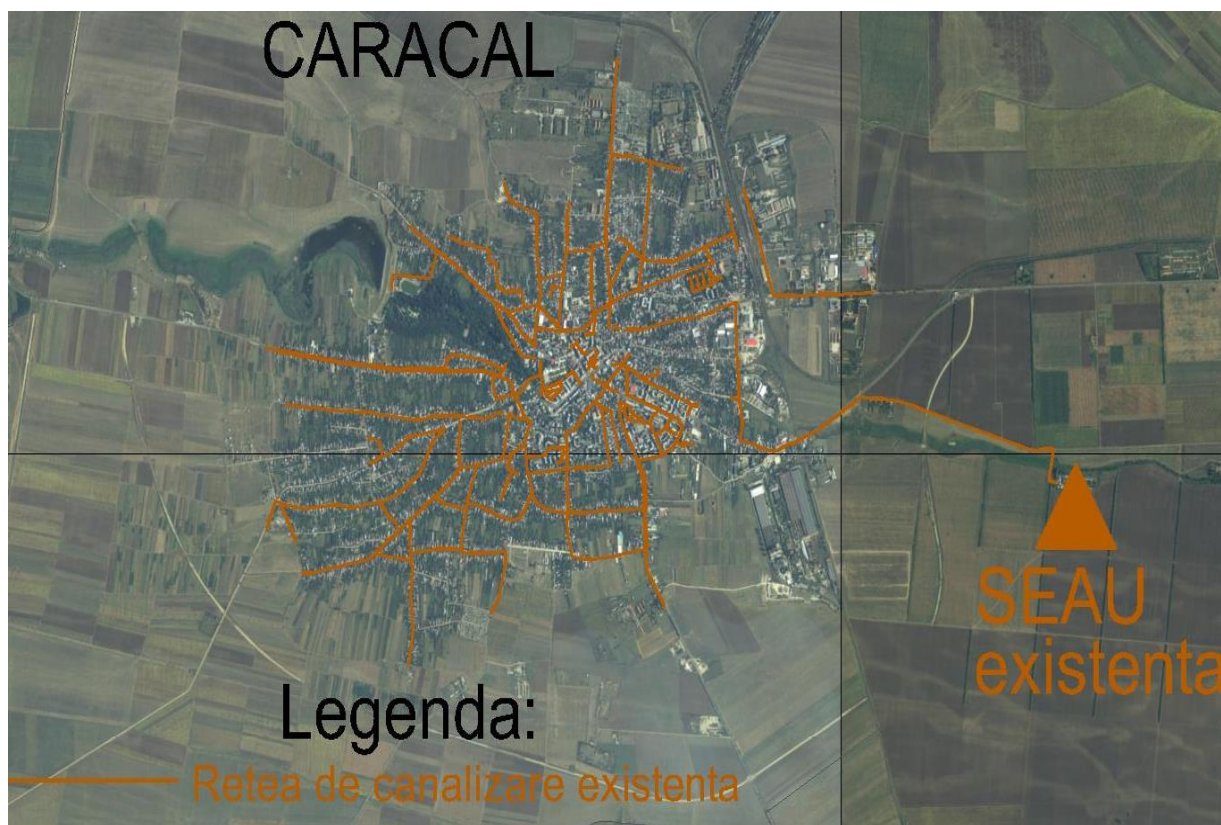 CARACAL
SEAU
existenta
Legenda:
Retea de canalizare existenta